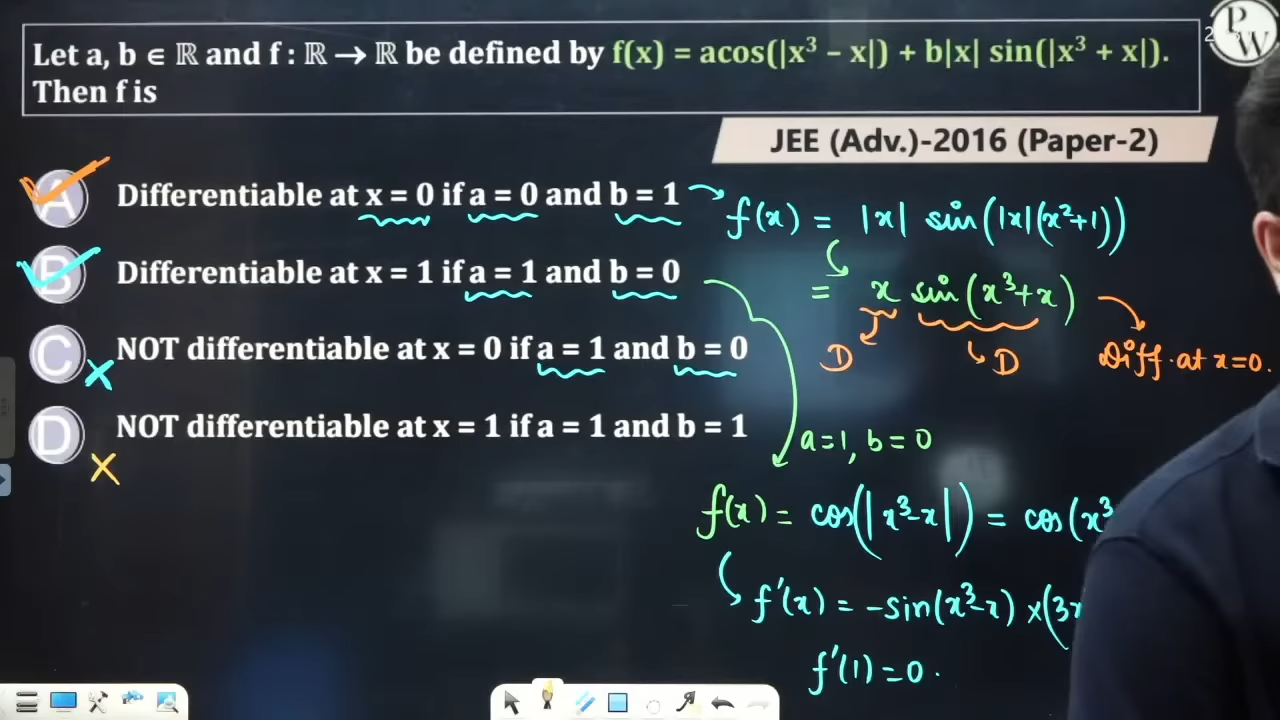 Let a, b ∈ ℝ and f : ℝ → ℝ be defined by f(x) = acos(|x³ − x|) + b|x| sin(|x³ + x|).
Then f is
P
W
2
JEE (Adv.)-2016 (Paper-2)
A Differentiable at x = 0 if a = 0 and b = 1
f(x) = |x| sin(|x|(x²+1))
B Differentiable at x = 1 if a = 1 and b = 0
= x sin(x³+x)
D D Diff. at x=0.
C NOT differentiable at x = 0 if a = 1 and b = 0
D NOT differentiable at x = 1 if a = 1 and b = 1
a=1, b=0
f(x) = cos(|x³-x|) = cos(x³
f'(x) = -sin(x³-x) ×(3x
f'(1) = 0.